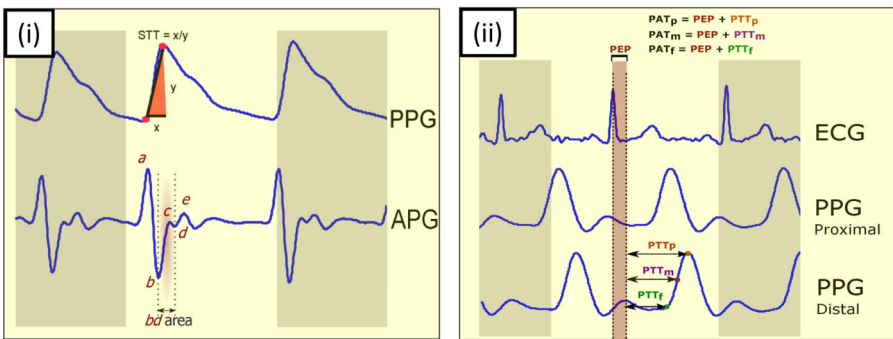 (i)
STT = x/y
y
x
PPG
a
c
e
d
b
APG
bd area
(ii)
PATp = PEP + PTTp
PATm = PEP + PTTm
PATf = PEP + PTTf
PEP
ECG
PPG
Proximal
PTTp
PTTm
PTTf
PPG
Distal